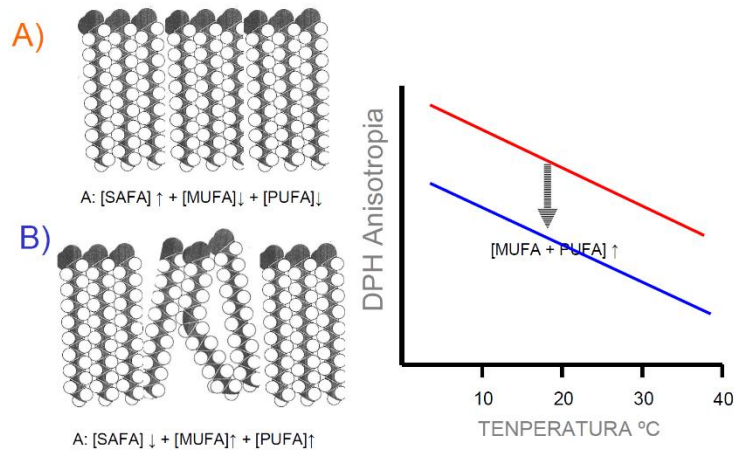 A)
A: [SAFA] ↑ + [MUFA]↓ + [PUFA]↓
B)
A: [SAFA] ↓ + [MUFA]↑ + [PUFA]↑
DPH Anisotropia
[MUFA + PUFA] ↑
10 20 30 40
TENPERATURA ºC